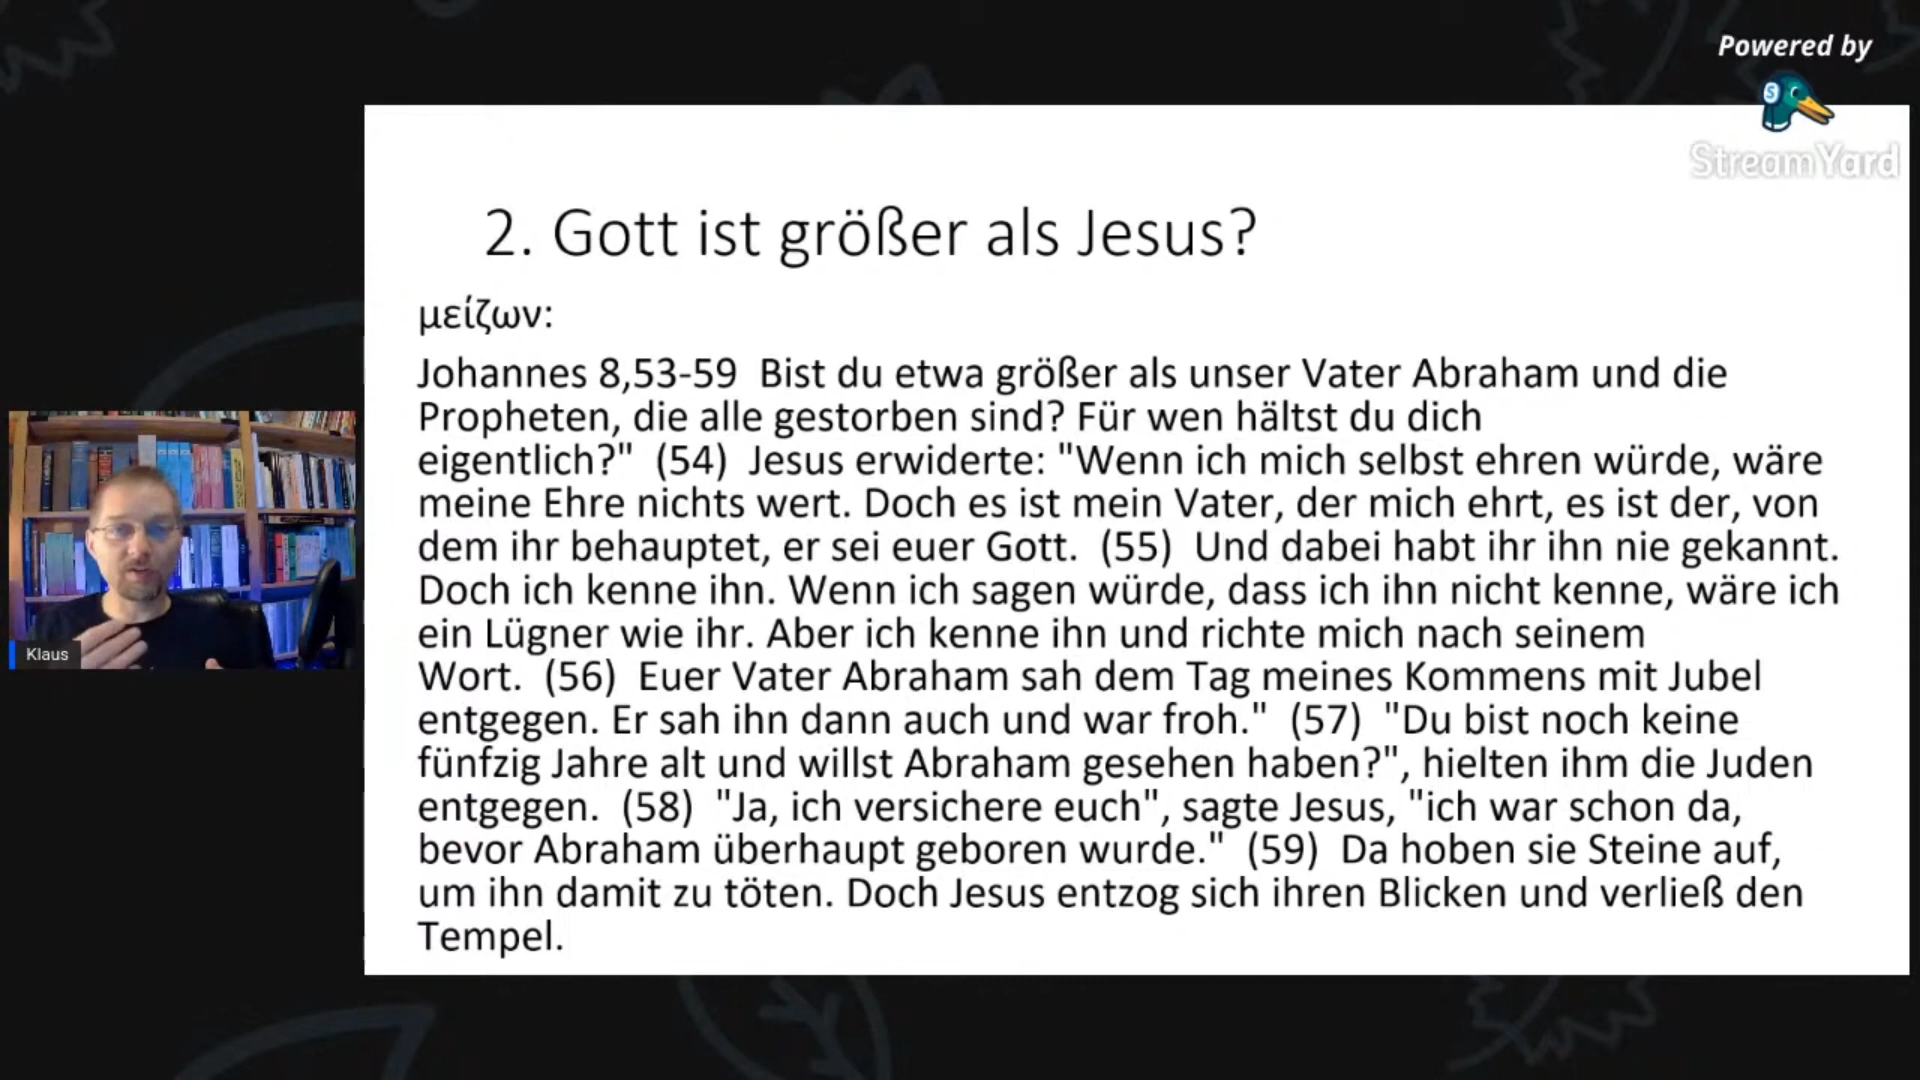 Powered by
StreamYard
2. Gott ist größer als Jesus?
μείζων:
Johannes 8,53-59  Bist du etwa größer als unser Vater Abraham und die
Propheten, die alle gestorben sind? Für wen hältst du dich
eigentlich?"  (54)  Jesus erwiderte: "Wenn ich mich selbst ehren würde, wäre
meine Ehre nichts wert. Doch es ist mein Vater, der mich ehrt, es ist der, von
dem ihr behauptet, er sei euer Gott.  (55)  Und dabei habt ihr ihn nie gekannt.
Doch ich kenne ihn. Wenn ich sagen würde, dass ich ihn nicht kenne, wäre ich
ein Lügner wie ihr. Aber ich kenne ihn und richte mich nach seinem
Wort.  (56)  Euer Vater Abraham sah dem Tag meines Kommens mit Jubel
entgegen. Er sah ihn dann auch und war froh."  (57)  "Du bist noch keine
fünfzig Jahre alt und willst Abraham gesehen haben?", hielten ihm die Juden
entgegen.  (58)  "Ja, ich versichere euch", sagte Jesus, "ich war schon da,
bevor Abraham überhaupt geboren wurde."  (59)  Da hoben sie Steine auf,
um ihn damit zu töten. Doch Jesus entzog sich ihren Blicken und verließ den
Tempel.
Klaus